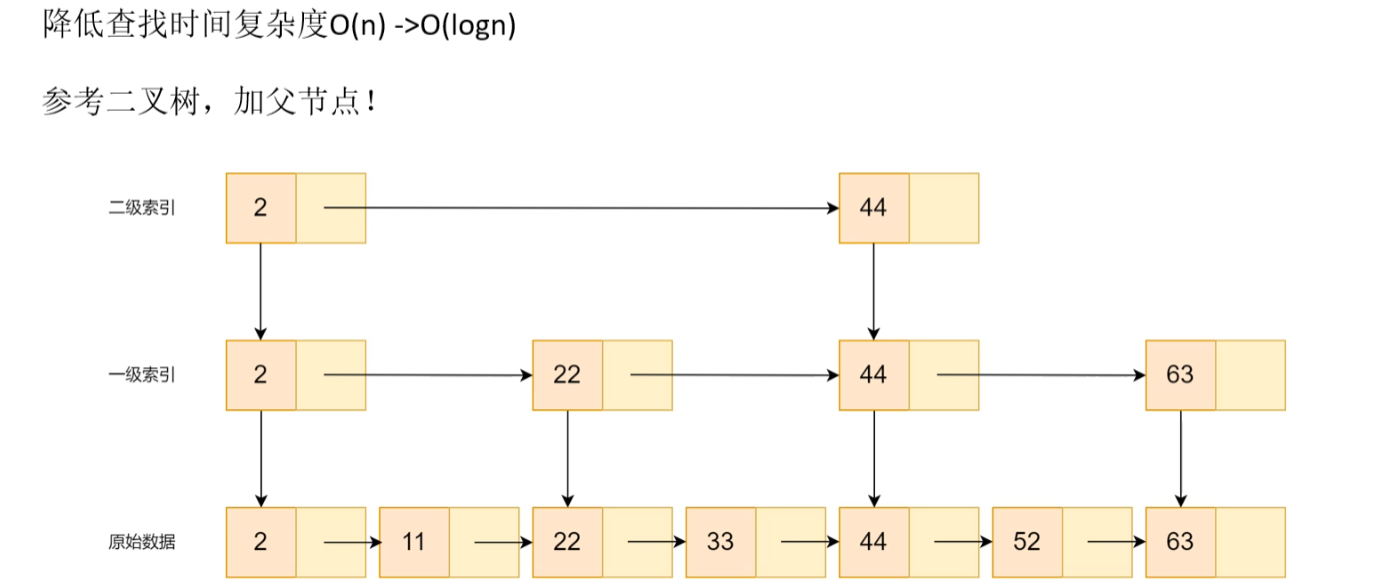 降低查找时间复杂度O(n) ->O(logn)
参考二叉树，加父节点！
二级索引 2 44
一级索引 2 22 44 63
原始数据 2 11 22 33 44 52 63